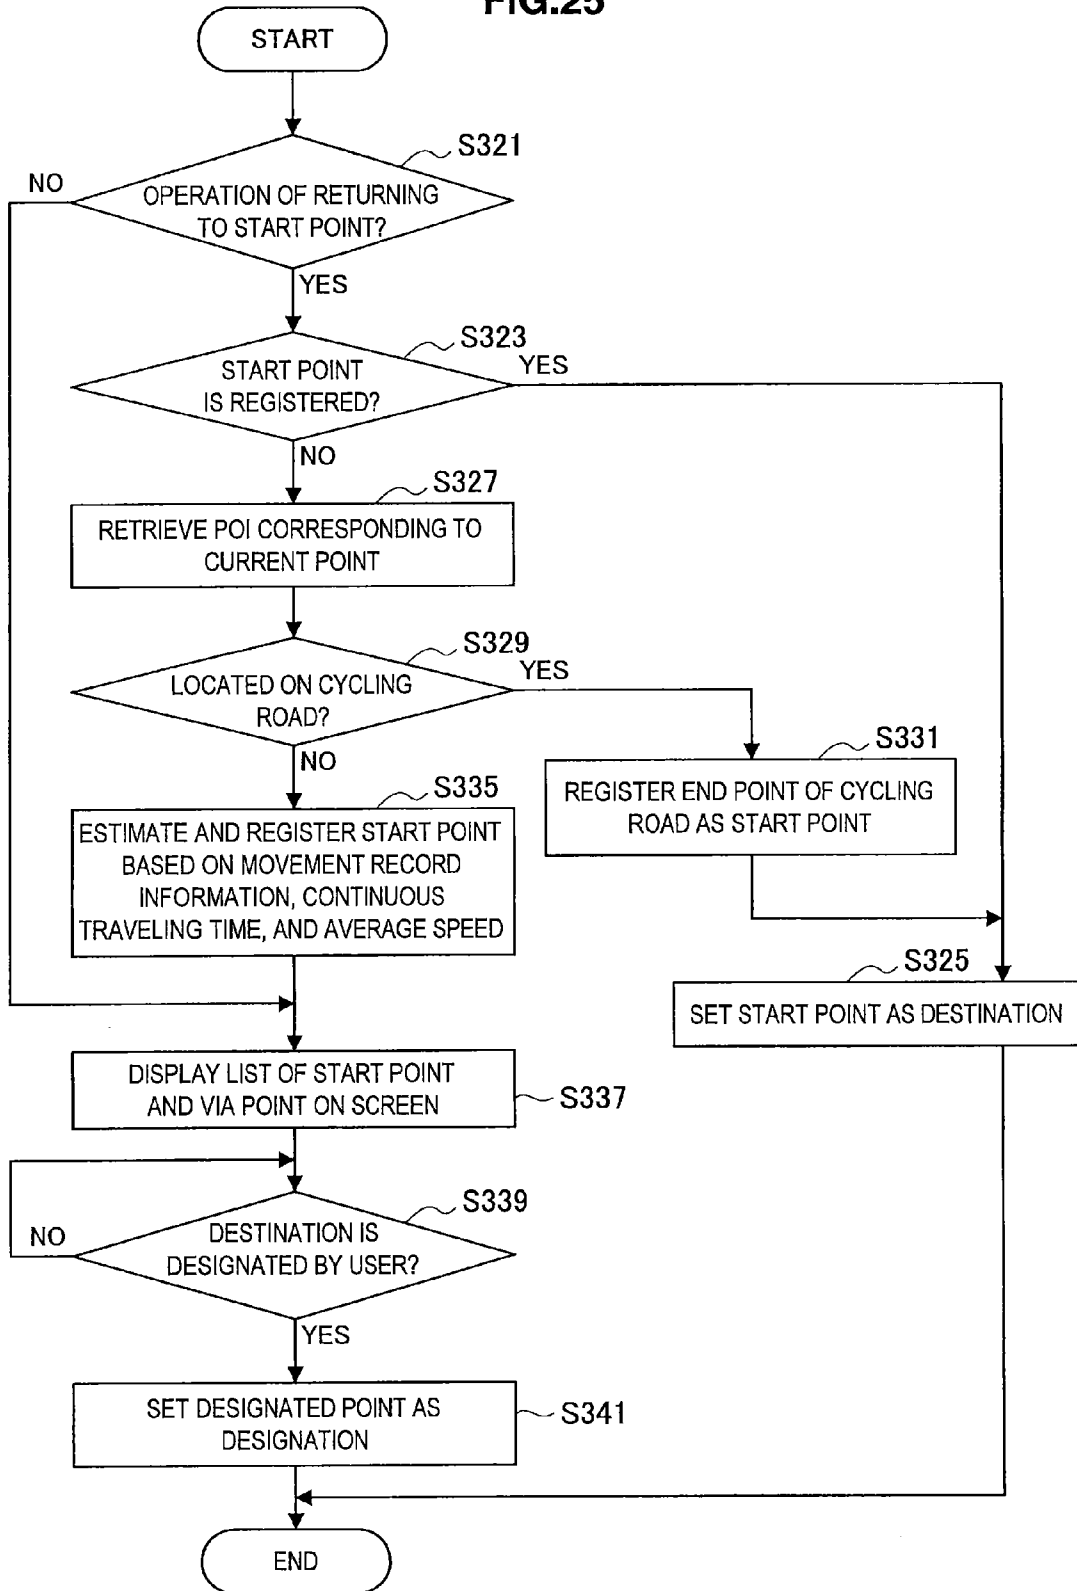 FIG.25
START
S321
NO
OPERATION OF RETURNING
TO START POINT?
YES
S323
YES
START POINT
IS REGISTERED?
NO
S327
RETRIEVE POI CORRESPONDING TO
CURRENT POINT
S329
YES
LOCATED ON CYCLING
ROAD?
NO
S331
REGISTER END POINT OF CYCLING
ROAD AS START POINT
S335
ESTIMATE AND REGISTER START POINT
BASED ON MOVEMENT RECORD
INFORMATION, CONTINUOUS
TRAVELING TIME, AND AVERAGE SPEED
S325
SET START POINT AS DESTINATION
DISPLAY LIST OF START POINT
AND VIA POINT ON SCREEN
S337
S339
NO
DESTINATION IS
DESIGNATED BY USER?
YES
SET DESIGNATED POINT AS
DESIGNATION
S341
END